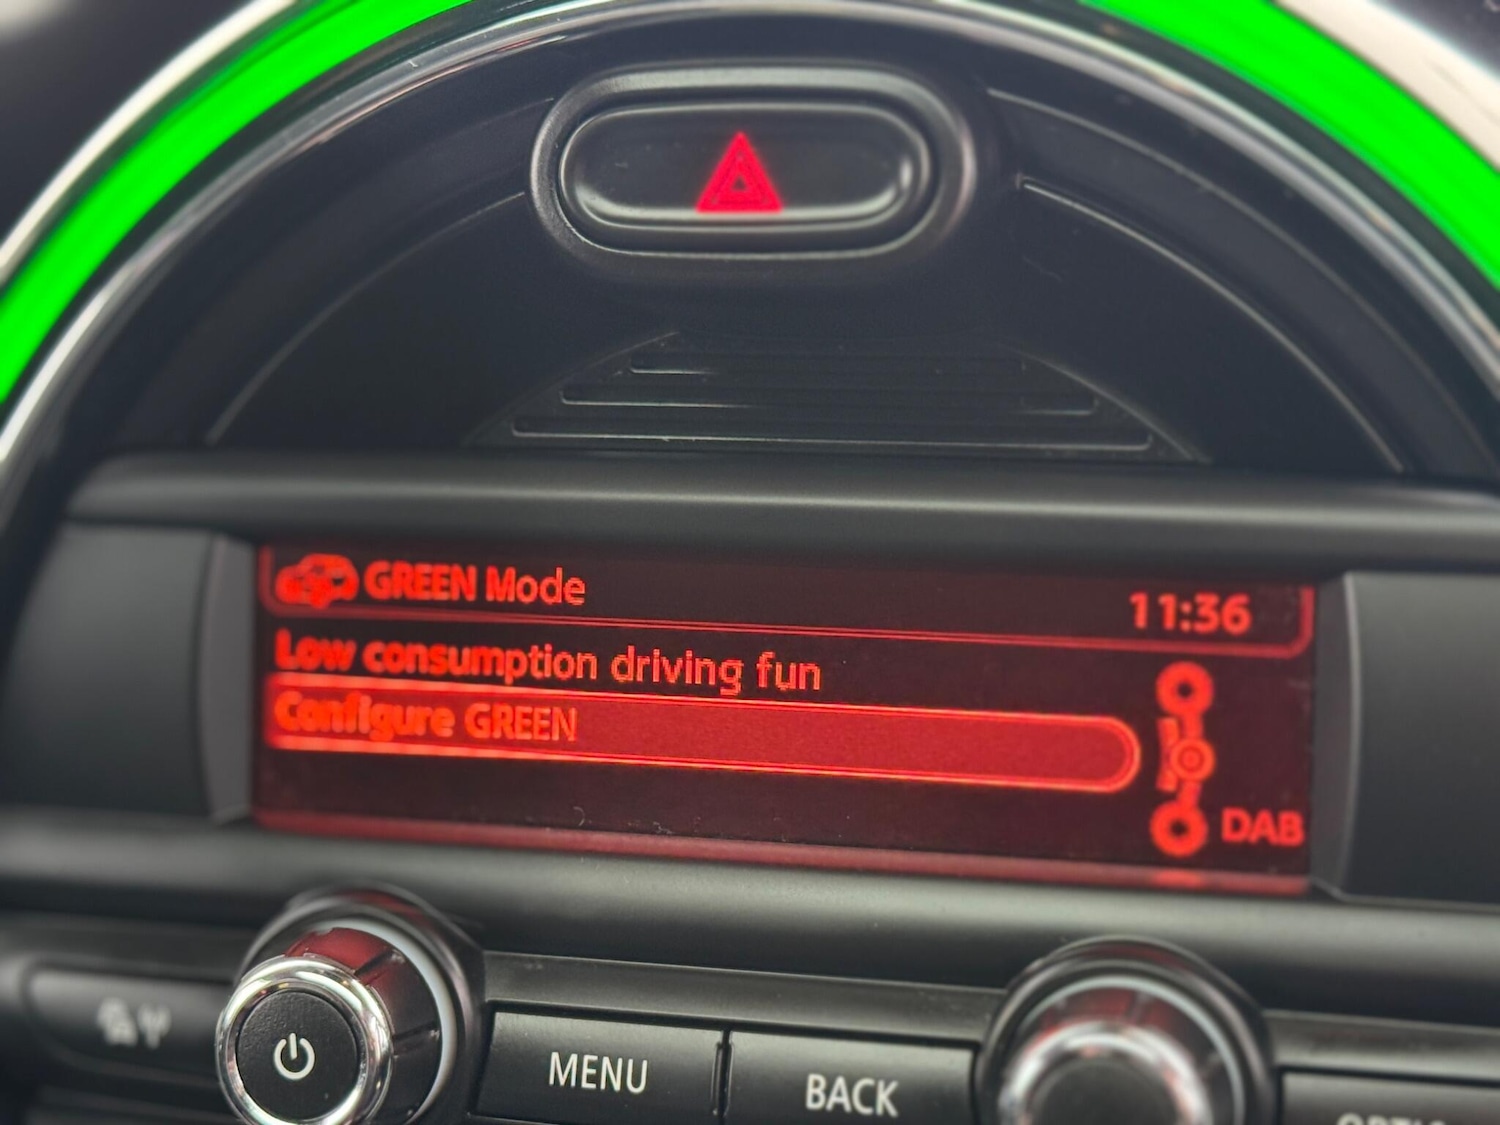 GREEN Mode
11:36
Low consumption driving fun
Configure GREEN
DAB
MENU
BACK